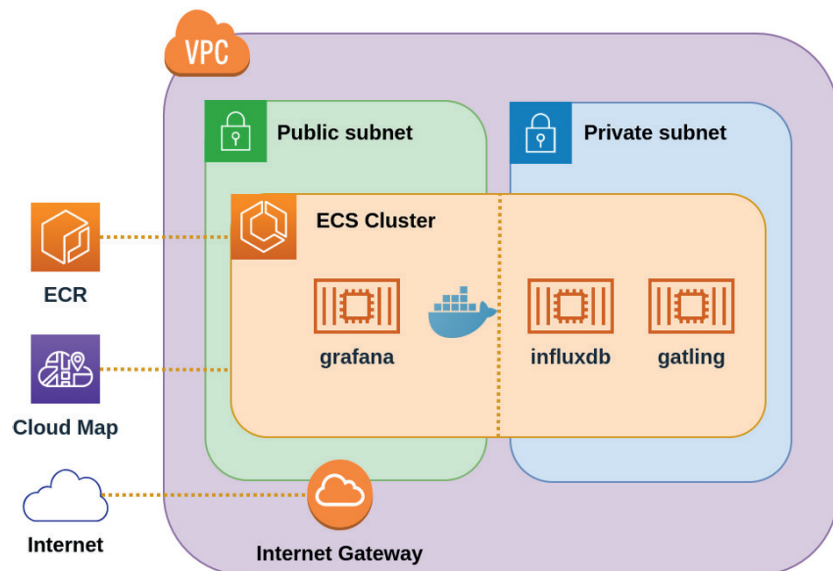 VPC
Public subnet
Private subnet
ECS Cluster
ECR
grafana
influxdb
gatling
Cloud Map
Internet
Internet Gateway